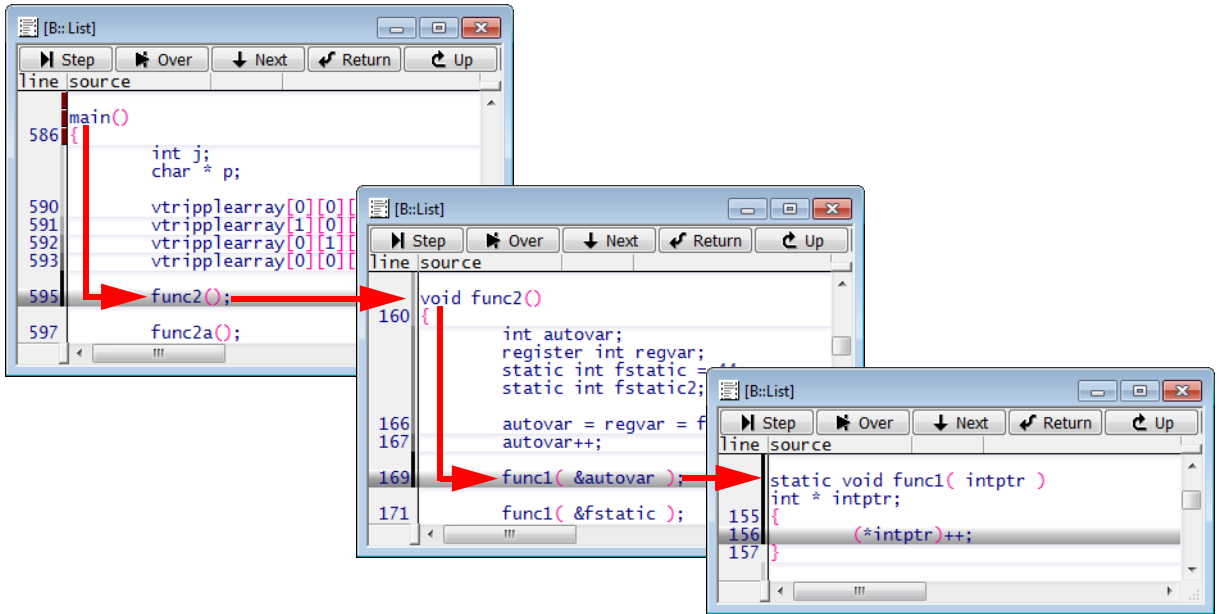 [B::List]
Step Over Next Return Up
line source
main()
586 {
int j;
char * p;
590 vtripplearray[0][0][
591 vtripplearray[1][0][
592 vtripplearray[0][1][
593 vtripplearray[0][0][
595 func2();
597 func2a();
[B::List]
Step Over Next Return Up
line source
void func2()
160 {
int autovar;
register int regvar;
static int fstatic =
static int fstatic2;
166 autovar = regvar = f
167 autovar++;
169 func1( &autovar );
171 func1( &fstatic );
[B::List]
Step Over Next Return Up
line source
static void func1( intptr )
int * intptr;
155 {
156 (*intptr)++;
157 }